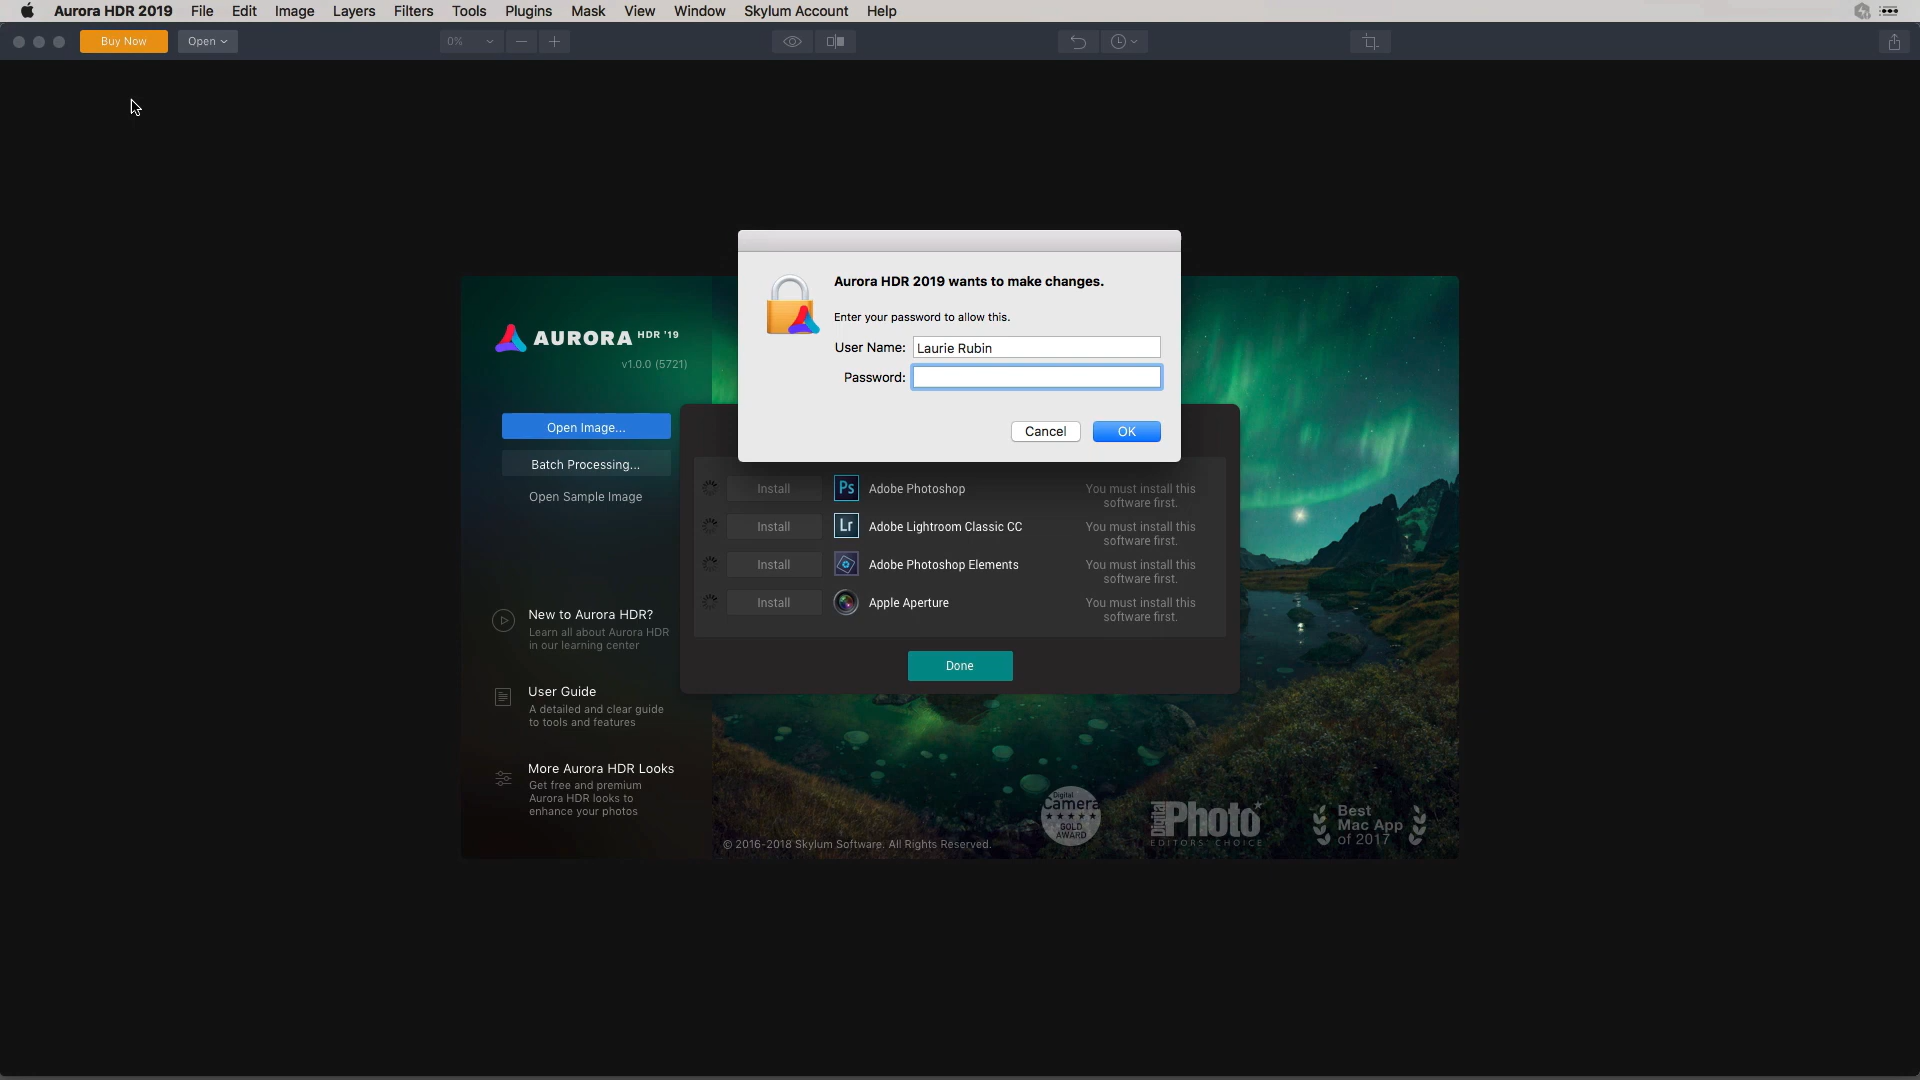 Aurora HDR 2019 File Edit Image Layers Filters Tools Plugins Mask View Window Skylum Account Help
Buy Now Open 0%
Aurora HDR 2019 wants to make changes.
Enter your password to allow this.
User Name: Laurie Rubin
Password:
Cancel OK
AURORA HDR '19
v1.0.0 (5721)
Open Image...
Batch Processing...
Open Sample Image
Install Ps Adobe Photoshop You must install this
software first.
Install Lr Adobe Lightroom Classic CC You must install this
software first.
Install Adobe Photoshop Elements You must install this
software first.
Install Apple Aperture You must install this
software first.
Done
New to Aurora HDR?
Learn all about Aurora HDR
in our learning center
User Guide
A detailed and clear guide
to tools and features
More Aurora HDR Looks
Get free and premium
Aurora HDR looks to
enhance your photos
© 2016-2018 Skylum Software. All Rights Reserved.
Digital
Camera
GOLD
AWARD
Digital Photo
EDITORS' CHOICE
Best
Mac App
of 2017